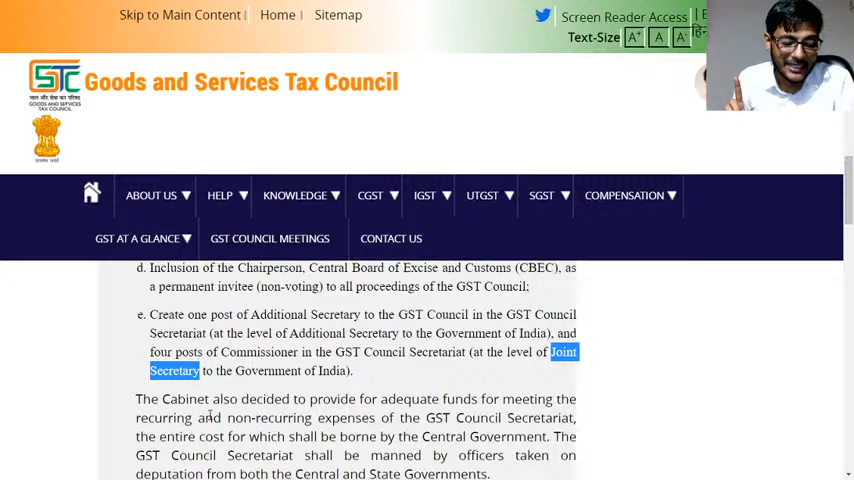 Skip to Main Content
Home
Sitemap
Screen Reader Access
Text-Size
A+ A A-
Goods and Services Tax Council
GOODS AND SERVICES
TAX COUNCIL
ABOUT US
HELP
KNOWLEDGE
CGST
IGST
UTGST
SGST
COMPENSATION
GST AT A GLANCE
GST COUNCIL MEETINGS
CONTACT US
d. Inclusion of the Chairperson, Central Board of Excise and Customs (CBEC), as
a permanent invitee (non-voting) to all proceedings of the GST Council;
e. Create one post of Additional Secretary to the GST Council in the GST Council
Secretariat (at the level of Additional Secretary to the Government of India), and
four posts of Commissioner in the GST Council Secretariat (at the level of Joint
Secretary to the Government of India).
The Cabinet also decided to provide for adequate funds for meeting the
recurring and non-recurring expenses of the GST Council Secretariat,
the entire cost for which shall be borne by the Central Government. The
GST Council Secretariat shall be manned by officers taken on
deputation from both the Central and State Governments.